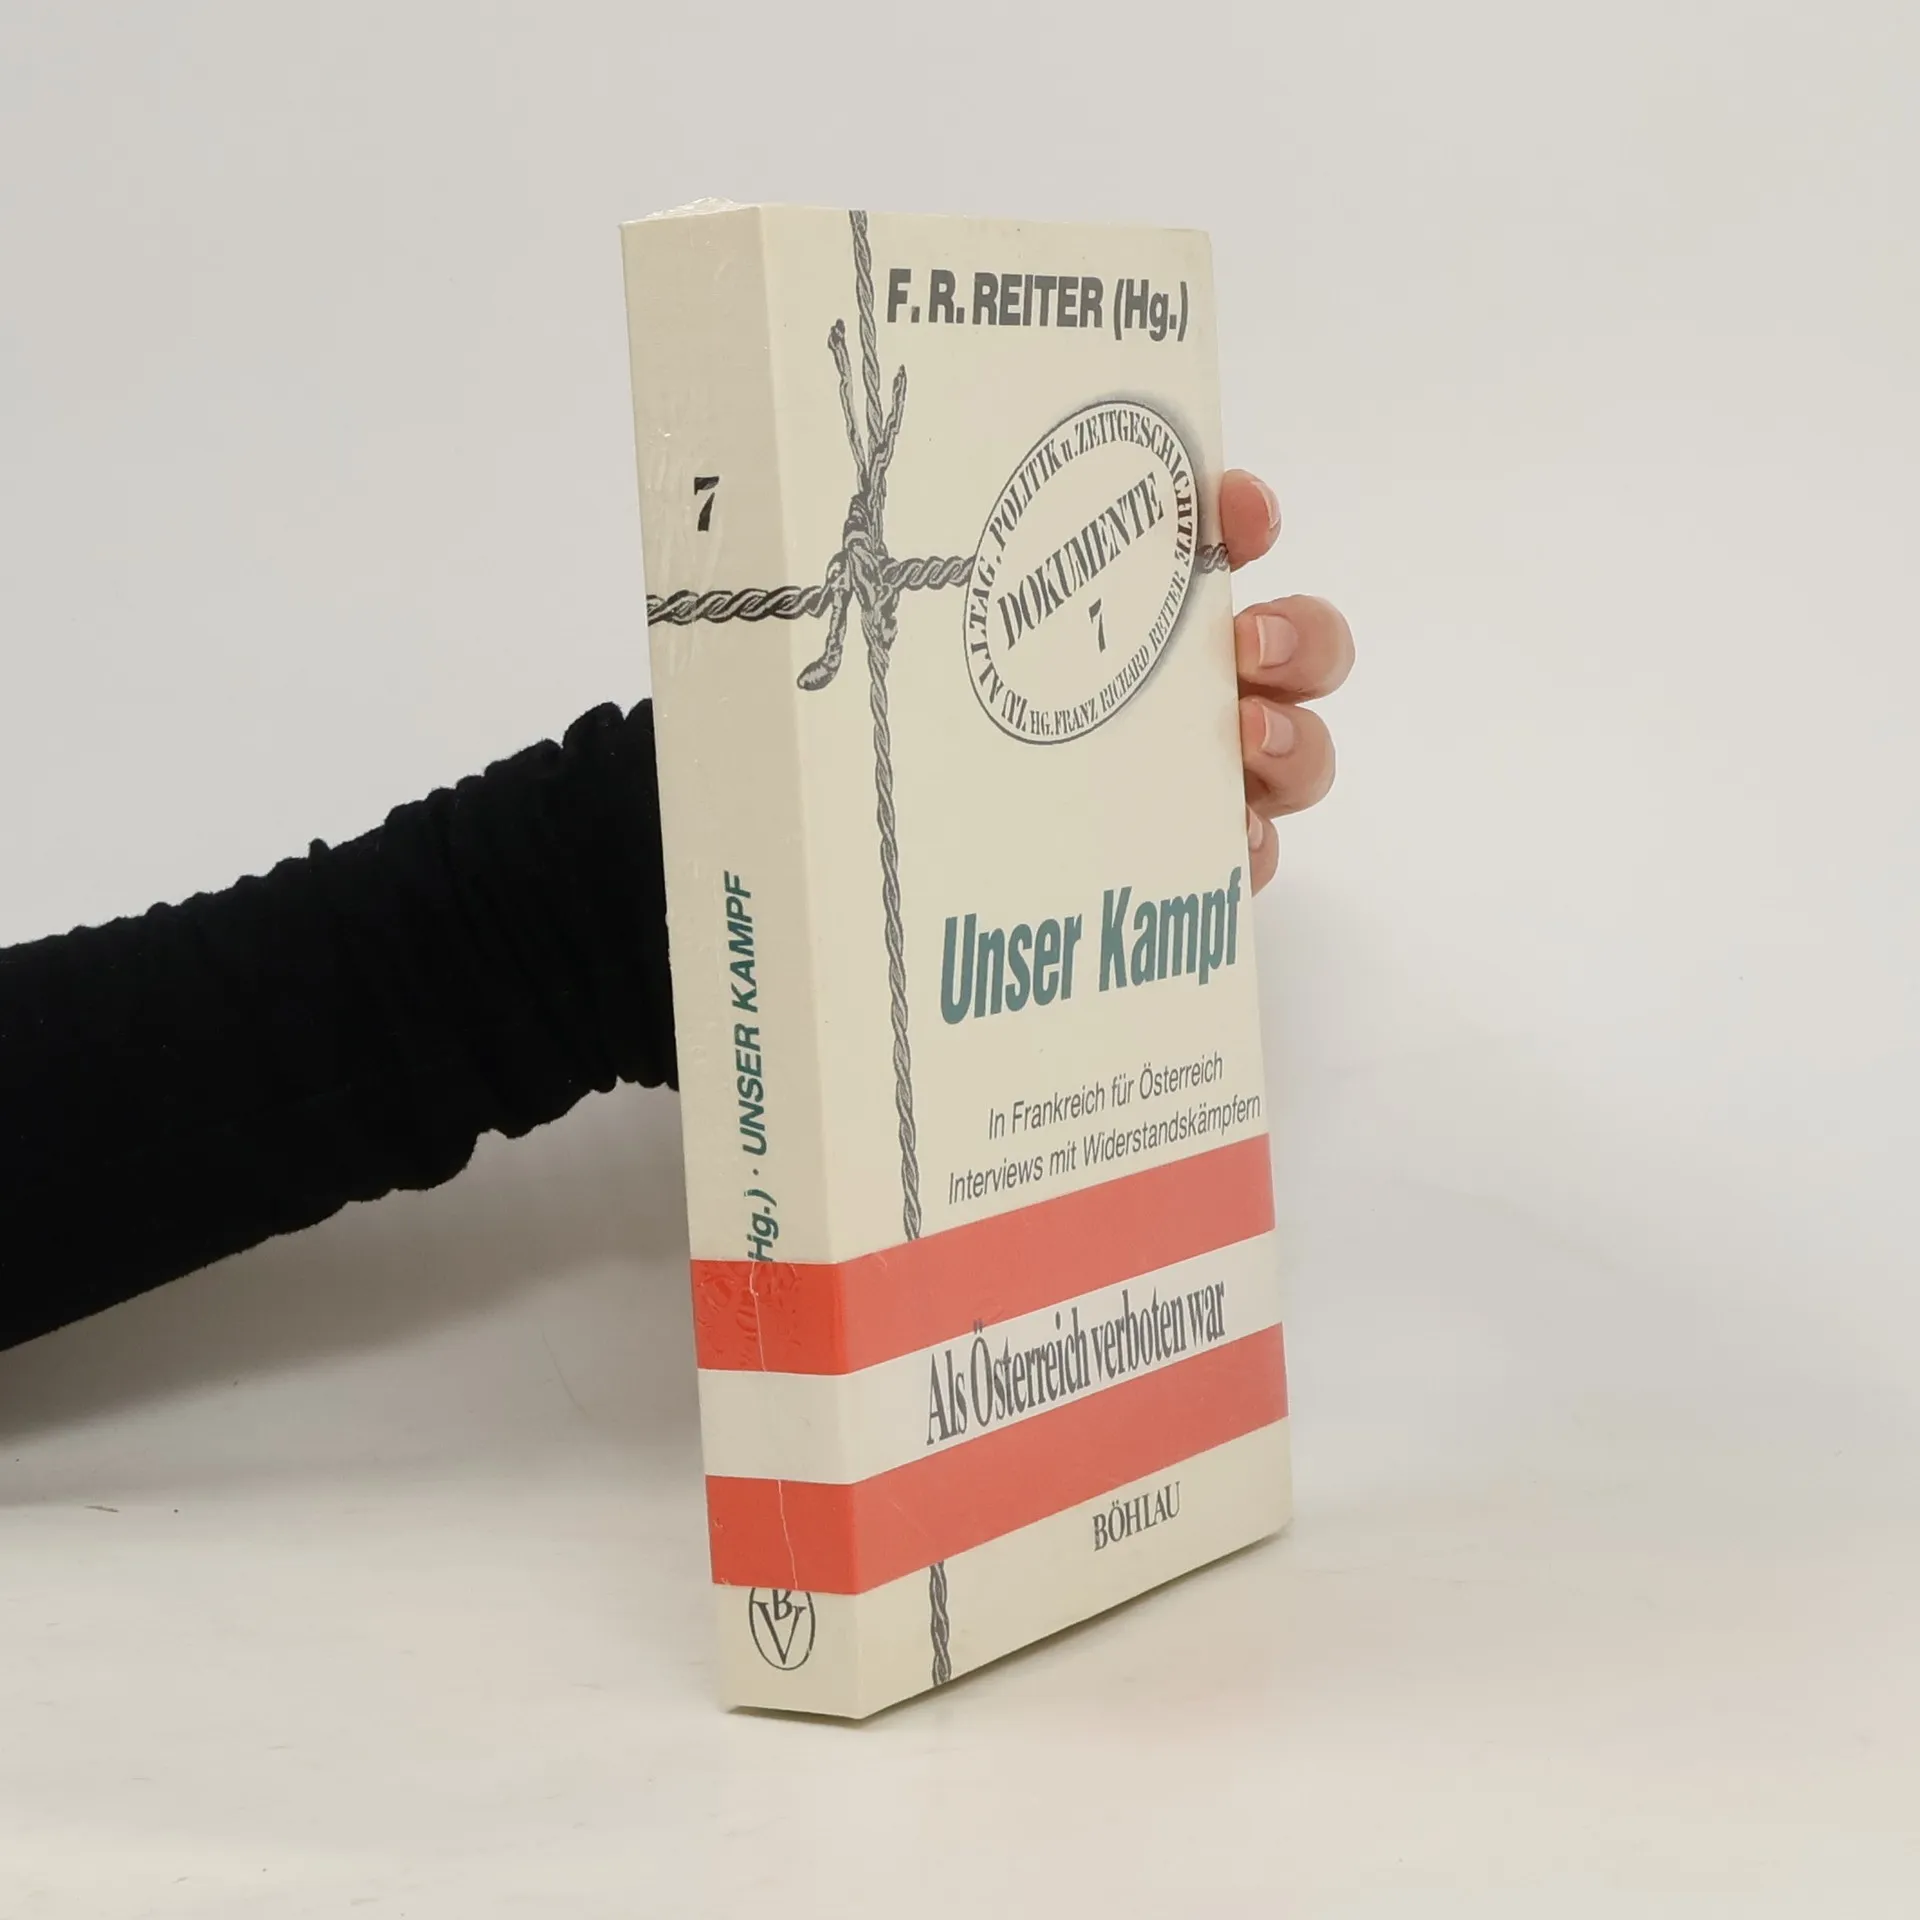 F. R. REITER (Hg.)
ZU ALLTAG, POLITIK u. ZEITGESCHICHTE
DOKUMENTE
7
HG. FRANZ RICHARD REITER
Unser Kampf
In Frankreich für Österreich
Interviews mit Widerstandskämpfern
Als Österreich verboten war
BÖHLAU
7
Hg.) · UNSER KAMPF
BV